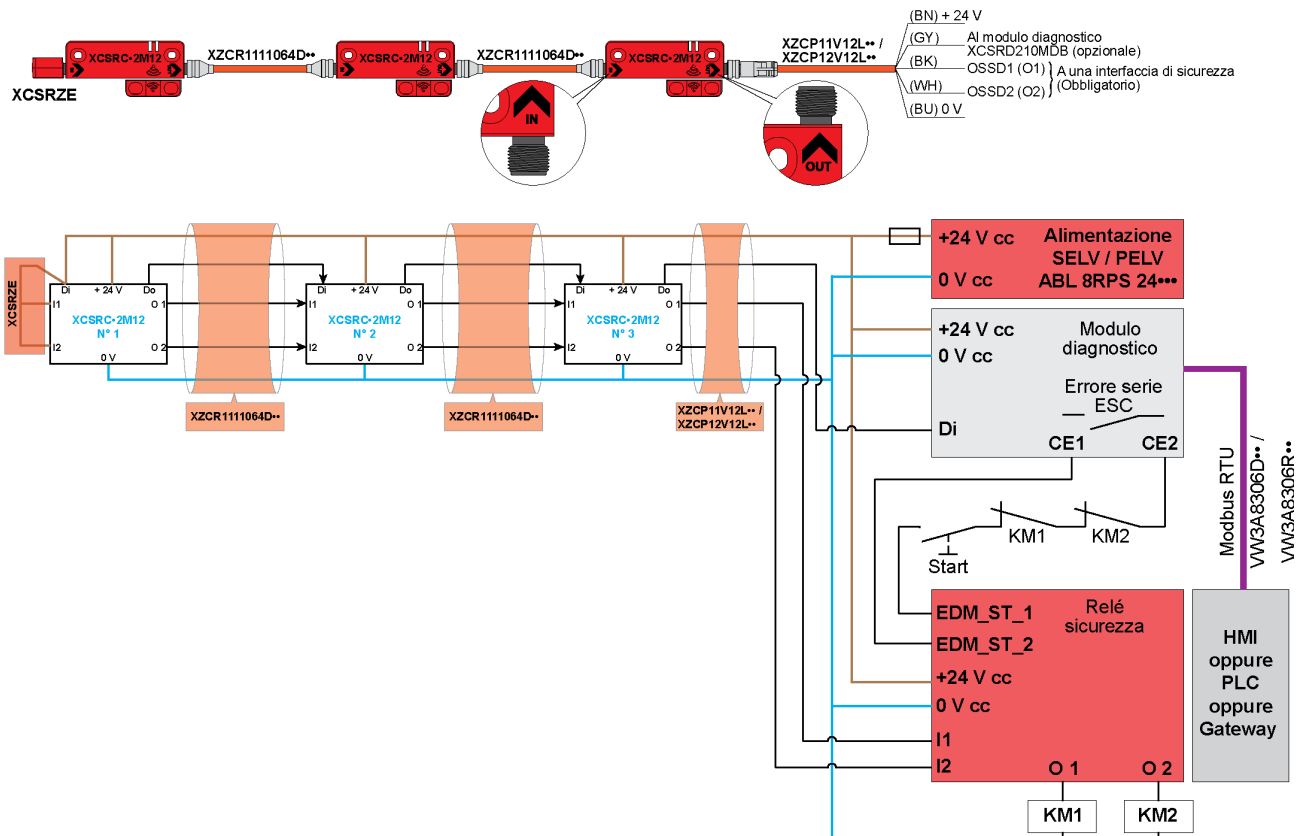 XCSRC•2M12
XZCR1111064D••
XCSRC•2M12
XZCR1111064D••
XCSRC•2M12
XZCP11V12L•• /
XZCP12V12L••
XCSRZE
(BN) + 24 V
(GY) Al modulo diagnostico
XCSRD210MDB (opzionale)
(BK) OSSD1 (O1)
(WH) OSSD2 (O2)
A una interfaccia di sicurezza
(Obbligatorio)
(BU) 0 V
IN
OUT
XCSRZE
Di + 24 V Do
I1 O 1
XCSRC•2M12
N° 1
I2 O 2
0 V
XZCR1111064D••
Di + 24 V Do
I1 O 1
XCSRC•2M12
N° 2
I2 O 2
0 V
XZCR1111064D••
Di + 24 V Do
I1 O 1
XCSRC•2M12
N° 3
I2 O 2
0 V
XZCP11V12L•• /
XZCP12V12L••
+24 V cc
0 V cc
Alimentazione
SELV / PELV
ABL 8RPS 24•••
+24 V cc
0 V cc
Modulo
diagnostico
Errore serie
ESC
Di
CE1 CE2
KM1 KM2
Start
Modbus RTU
VW3A8306D•• /
VW3A8306R••
EDM_ST_1
EDM_ST_2
+24 V cc
0 V cc
I1
I2
Relé
sicurezza
O 1 O 2
KM1 KM2
HMI
oppure
PLC
oppure
Gateway